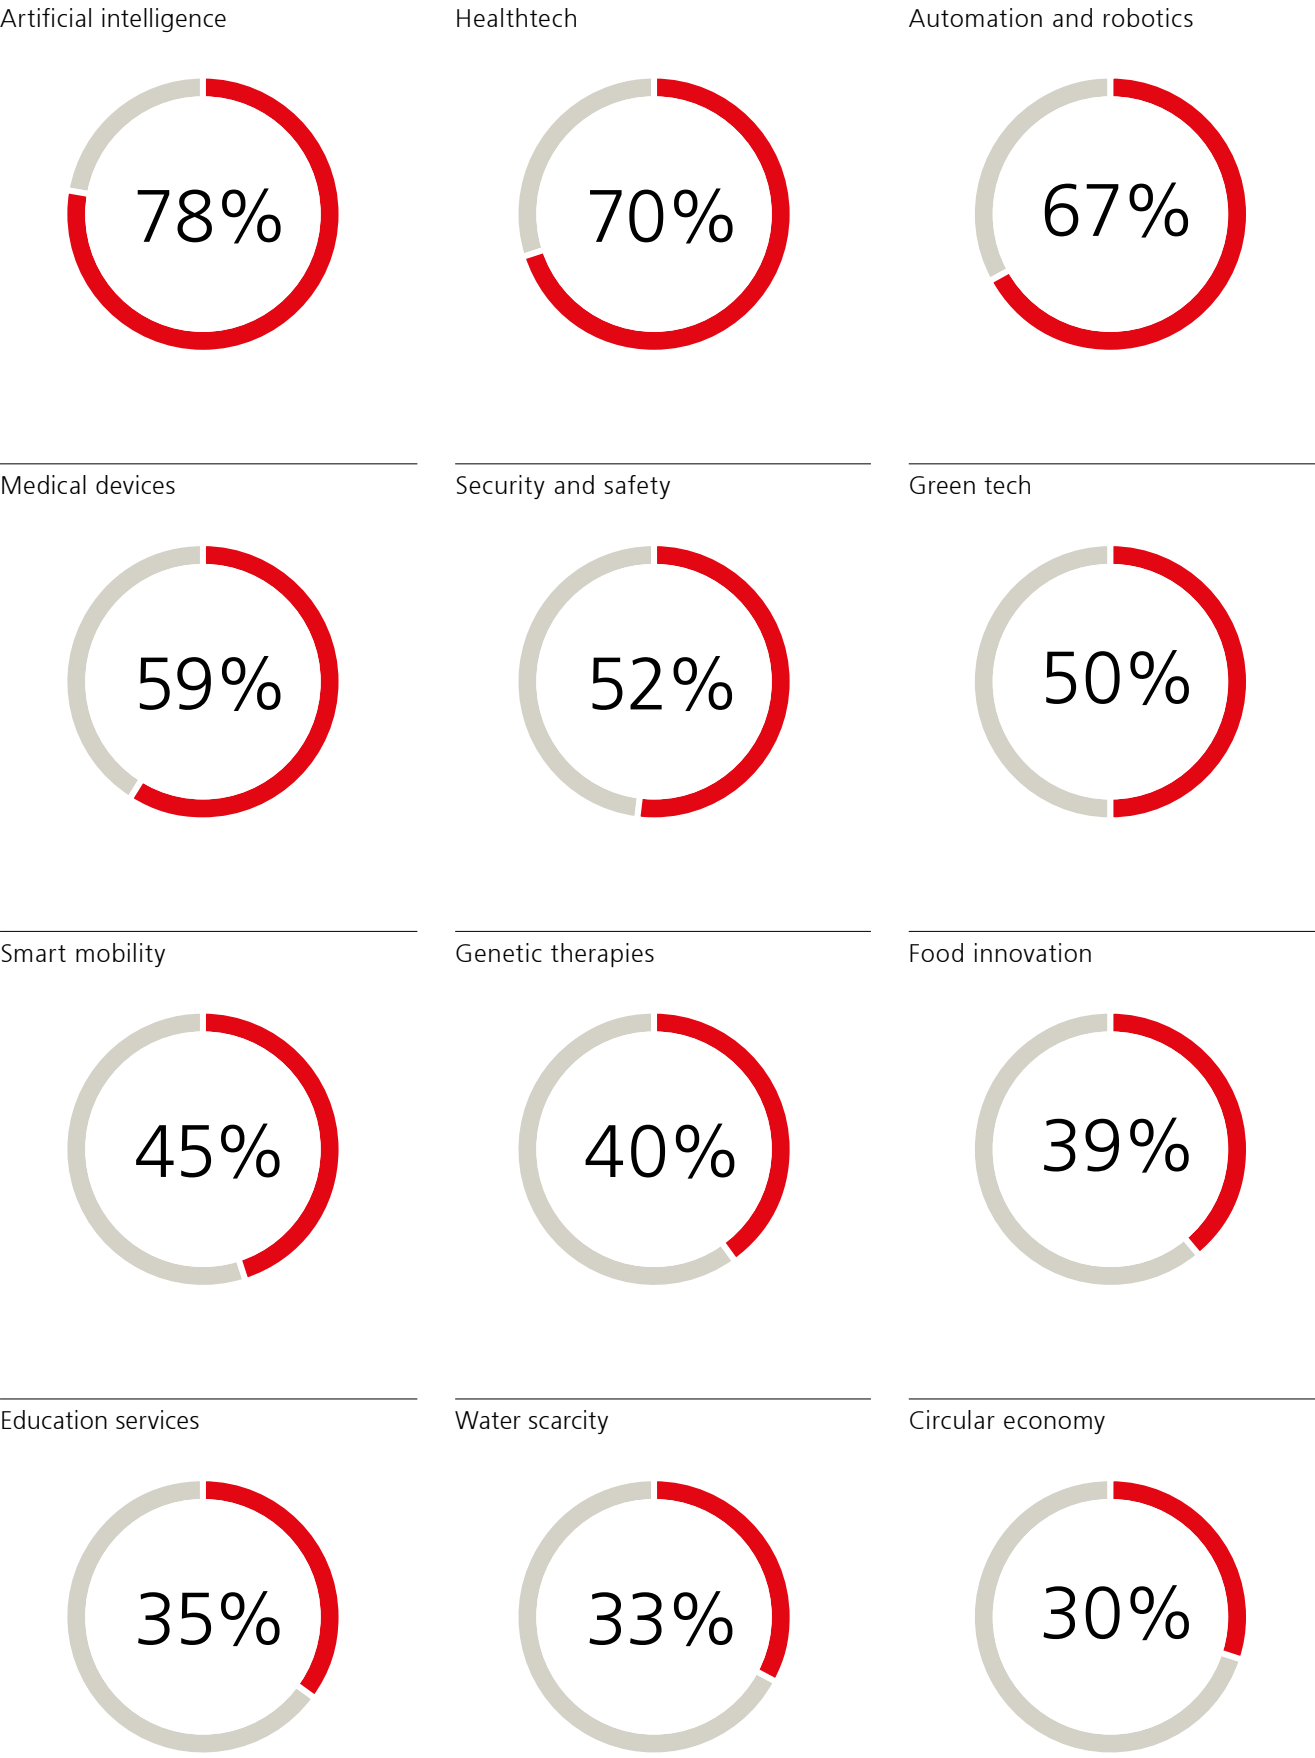 Artificial intelligence
78%
Healthtech
70%
Automation and robotics
67%
Medical devices
59%
Security and safety
52%
Green tech
50%
Smart mobility
45%
Genetic therapies
40%
Food innovation
39%
Education services
35%
Water scarcity
33%
Circular economy
30%